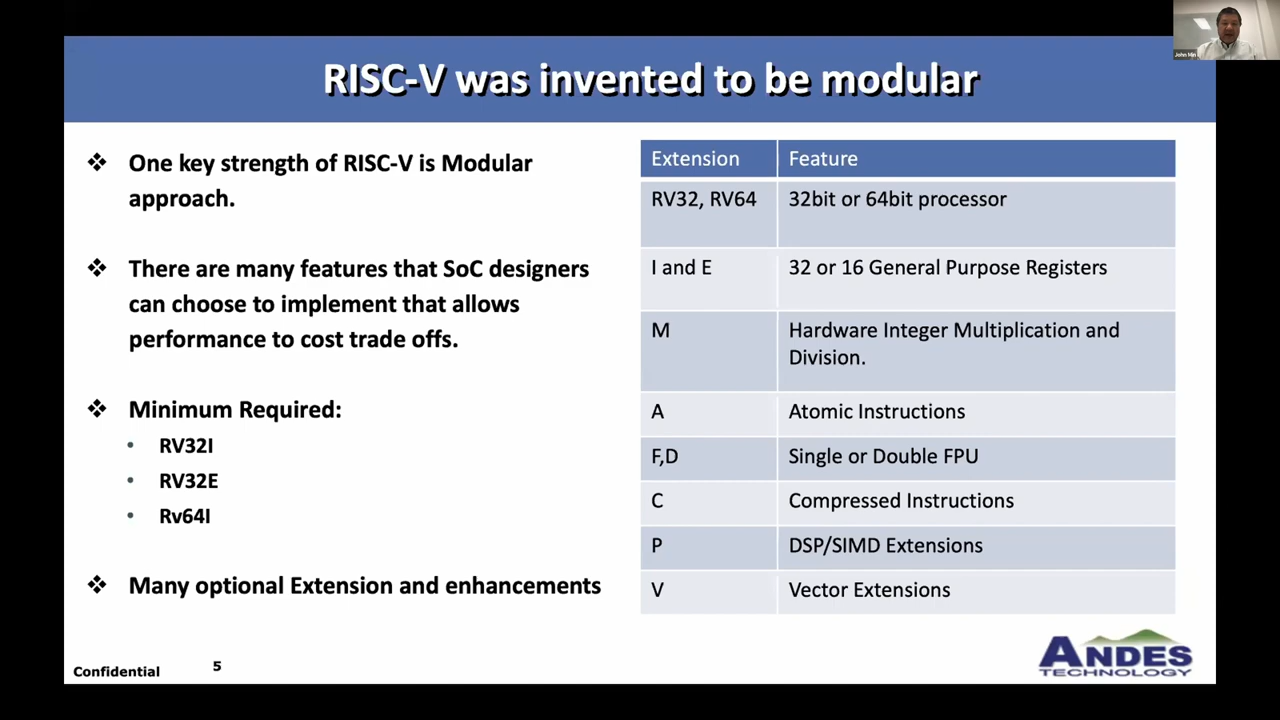 RISC-V was invented to be modular
❖ One key strength of RISC-V is Modular
approach.
❖ There are many features that SoC designers
can choose to implement that allows
performance to cost trade offs.
❖ Minimum Required:
• RV32I
• RV32E
• Rv64I
❖ Many optional Extension and enhancements
Extension Feature
RV32, RV64 32bit or 64bit processor
I and E 32 or 16 General Purpose Registers
M Hardware Integer Multiplication and
Division.
A Atomic Instructions
F,D Single or Double FPU
C Compressed Instructions
P DSP/SIMD Extensions
V Vector Extensions
Confidential 5
ANDES
TECHNOLOGY
John Min